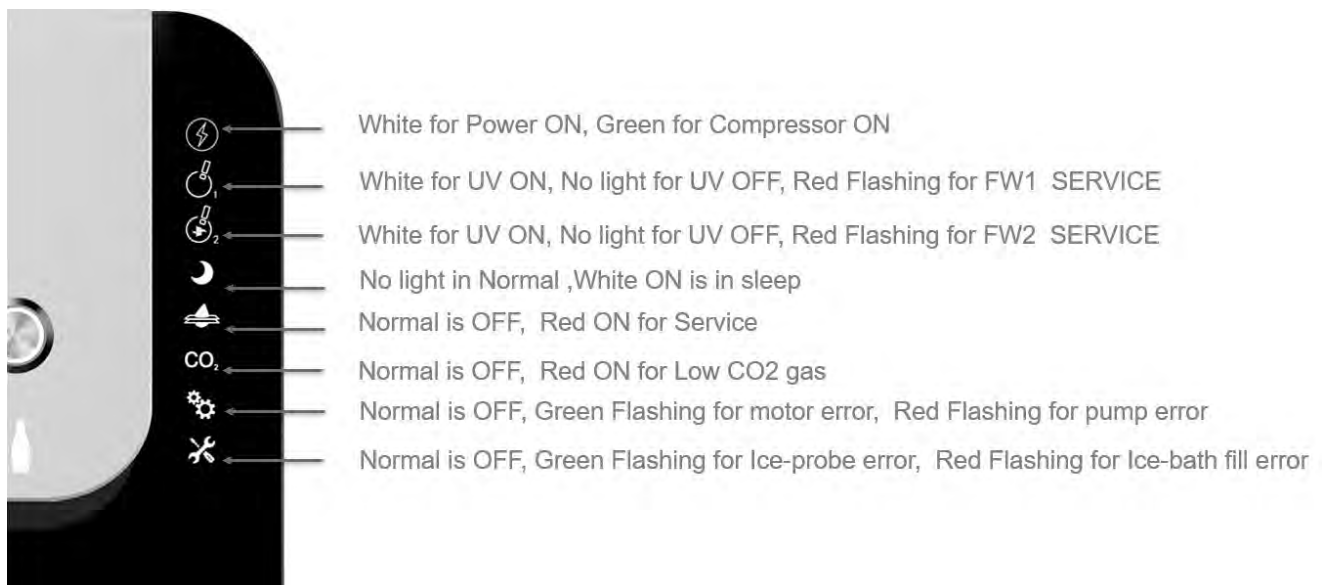 White for Power ON, Green for Compressor ON
1 White for UV ON, No light for UV OFF, Red Flashing for FW1 SERVICE
2 White for UV ON, No light for UV OFF, Red Flashing for FW2 SERVICE
No light in Normal ,White ON is in sleep
Normal is OFF, Red ON for Service
CO₂ Normal is OFF, Red ON for Low CO2 gas
Normal is OFF, Green Flashing for motor error, Red Flashing for pump error
Normal is OFF, Green Flashing for Ice-probe error, Red Flashing for Ice-bath fill error